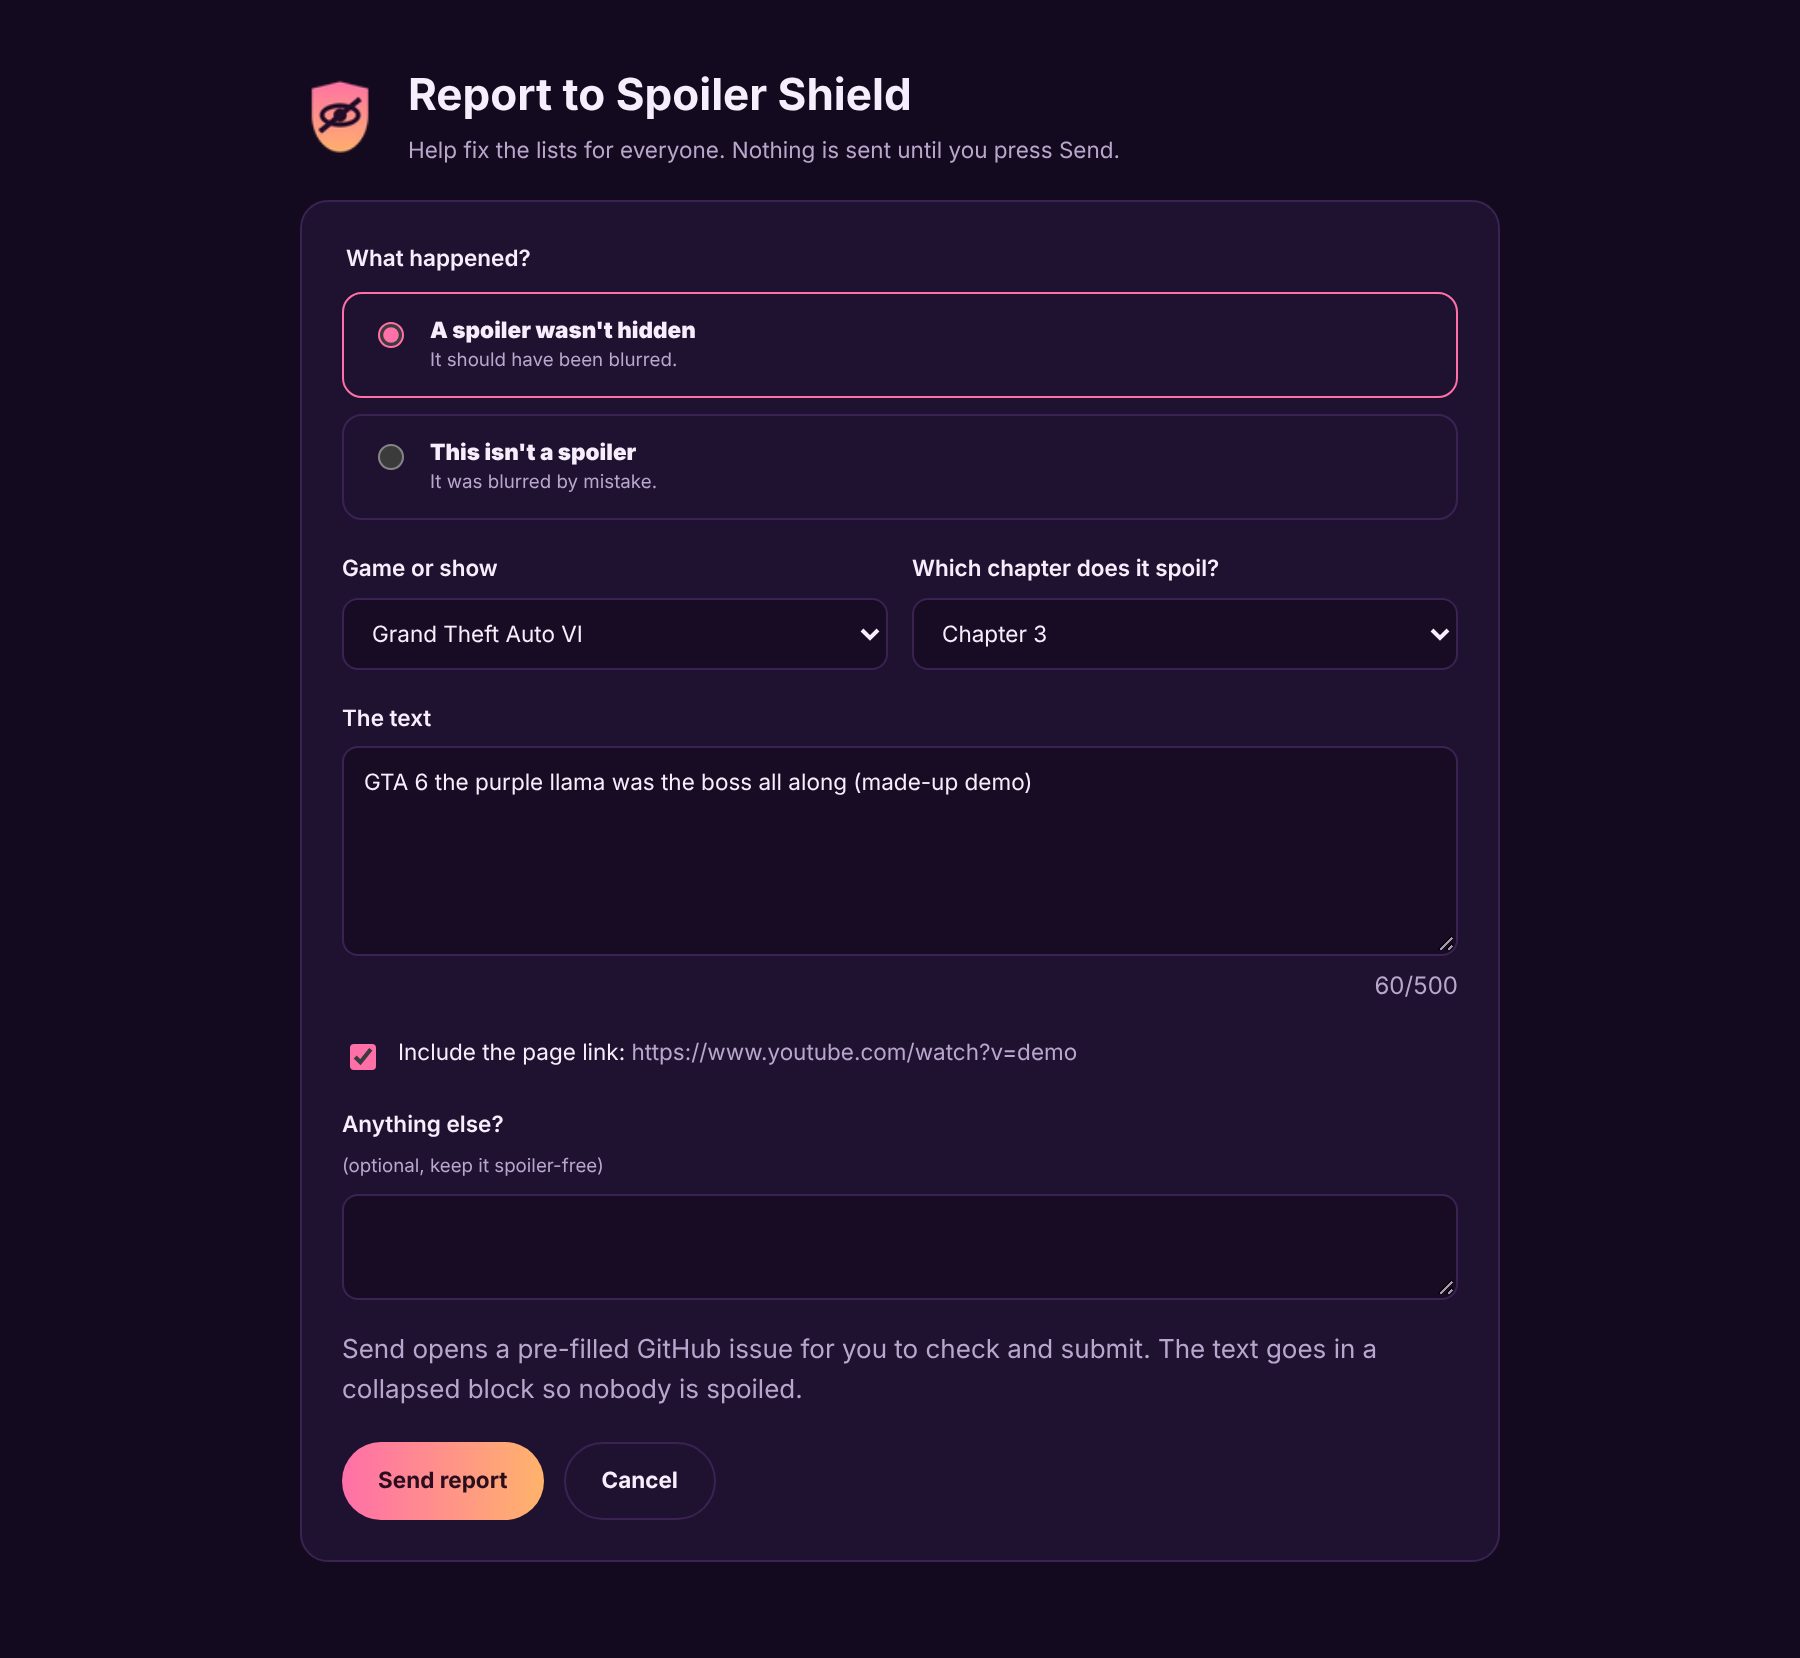 Report to Spoiler Shield
Help fix the lists for everyone. Nothing is sent until you press Send.
What happened?
A spoiler wasn't hidden
It should have been blurred.
This isn't a spoiler
It was blurred by mistake.
Game or show
Which chapter does it spoil?
Grand Theft Auto VI
Chapter 3
The text
GTA 6 the purple llama was the boss all along (made-up demo)
60/500
Include the page link: https://www.youtube.com/watch?v=demo
Anything else?
(optional, keep it spoiler-free)
Send opens a pre-filled GitHub issue for you to check and submit. The text goes in a
collapsed block so nobody is spoiled.
Send report
Cancel